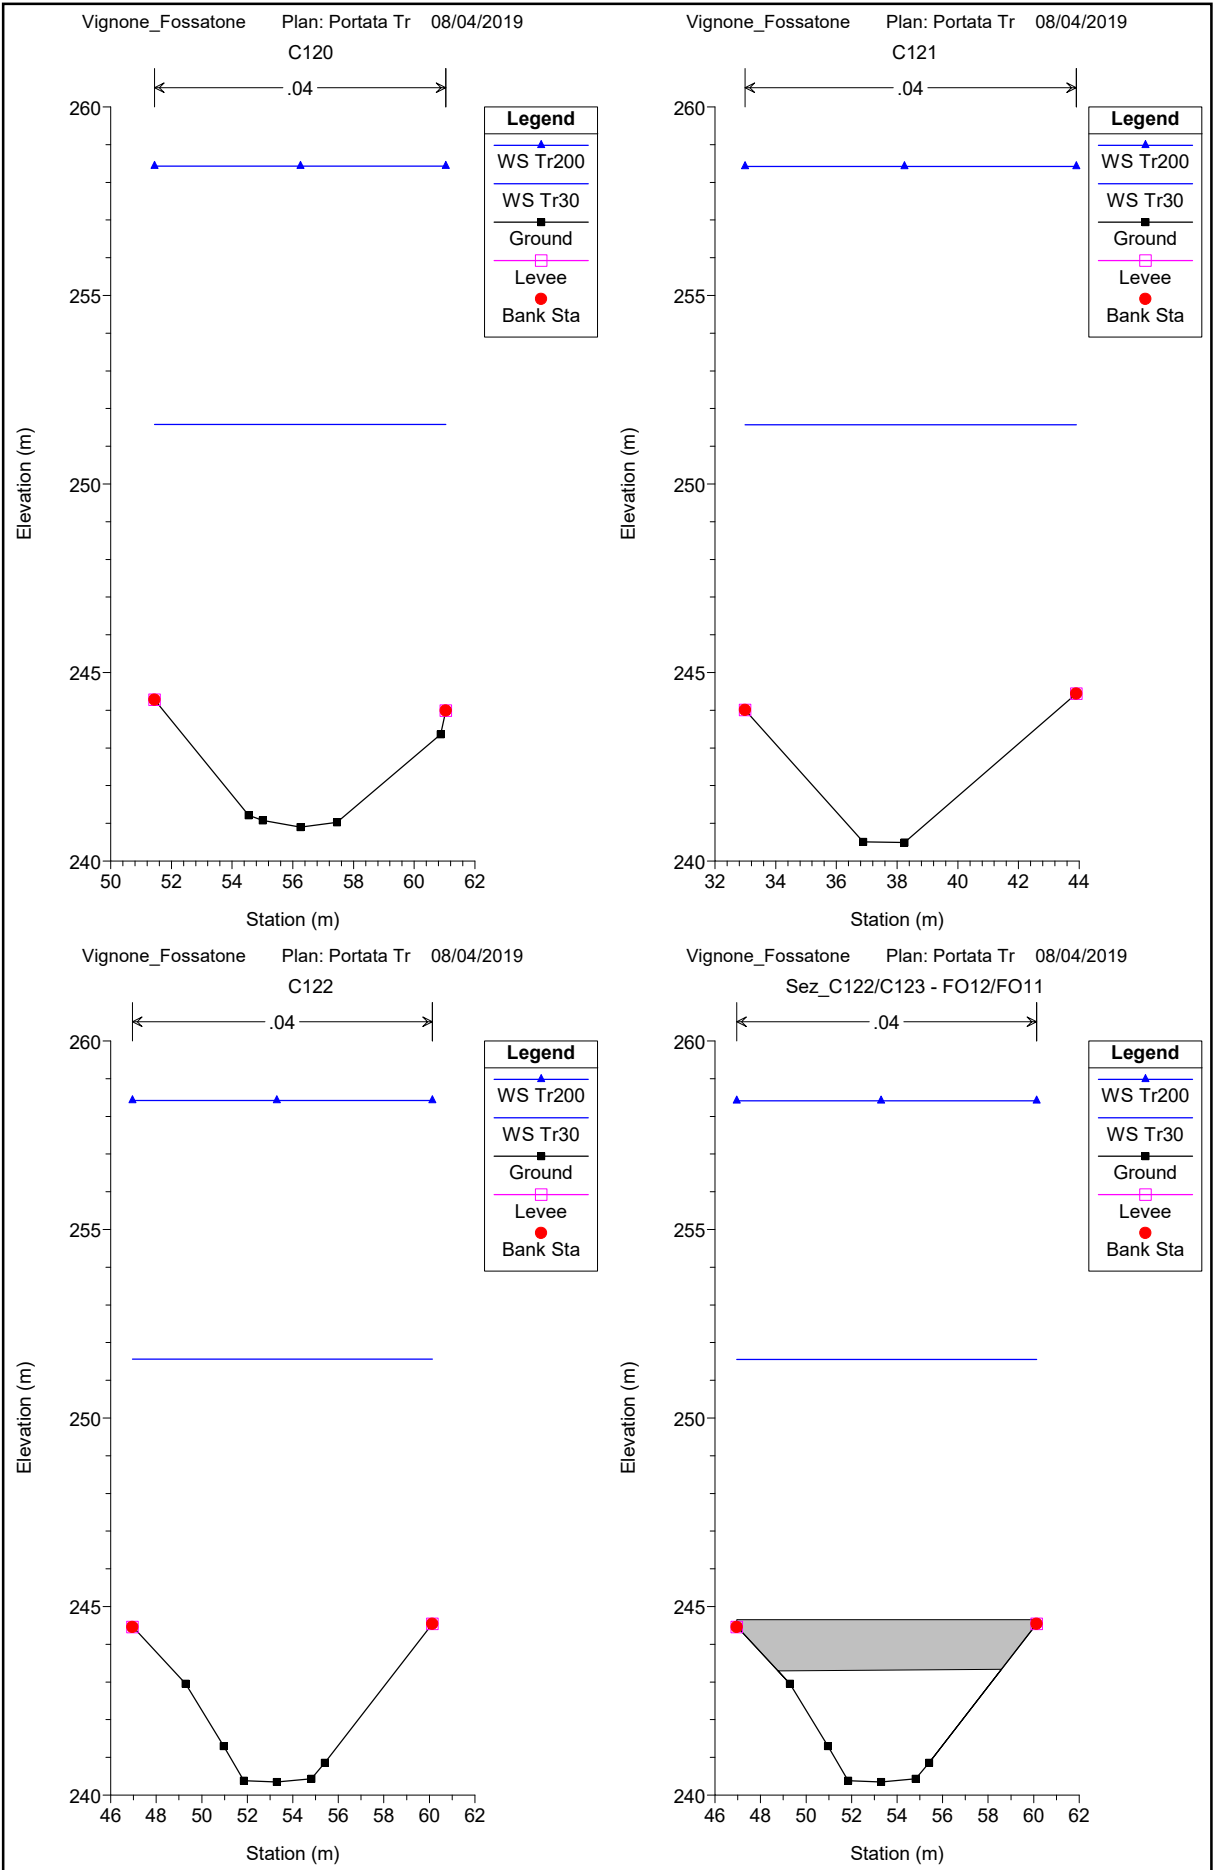 Vignone_Fossatone Plan: Portata Tr 08/04/2019
C120
.04
260
255
250
245
240
50 52 54 56 58 60 62
Elevation (m)
Station (m)
Legend
WS Tr200
WS Tr30
Ground
Levee
Bank Sta
Vignone_Fossatone Plan: Portata Tr 08/04/2019
C121
.04
260
255
250
245
240
32 34 36 38 40 42 44
Elevation (m)
Station (m)
Legend
WS Tr200
WS Tr30
Ground
Levee
Bank Sta
Vignone_Fossatone Plan: Portata Tr 08/04/2019
C122
.04
260
255
250
245
240
46 48 50 52 54 56 58 60 62
Elevation (m)
Station (m)
Legend
WS Tr200
WS Tr30
Ground
Levee
Bank Sta
Vignone_Fossatone Plan: Portata Tr 08/04/2019
Sez_C122/C123 - FO12/FO11
.04
260
255
250
245
240
46 48 50 52 54 56 58 60 62
Elevation (m)
Station (m)
Legend
WS Tr200
WS Tr30
Ground
Levee
Bank Sta